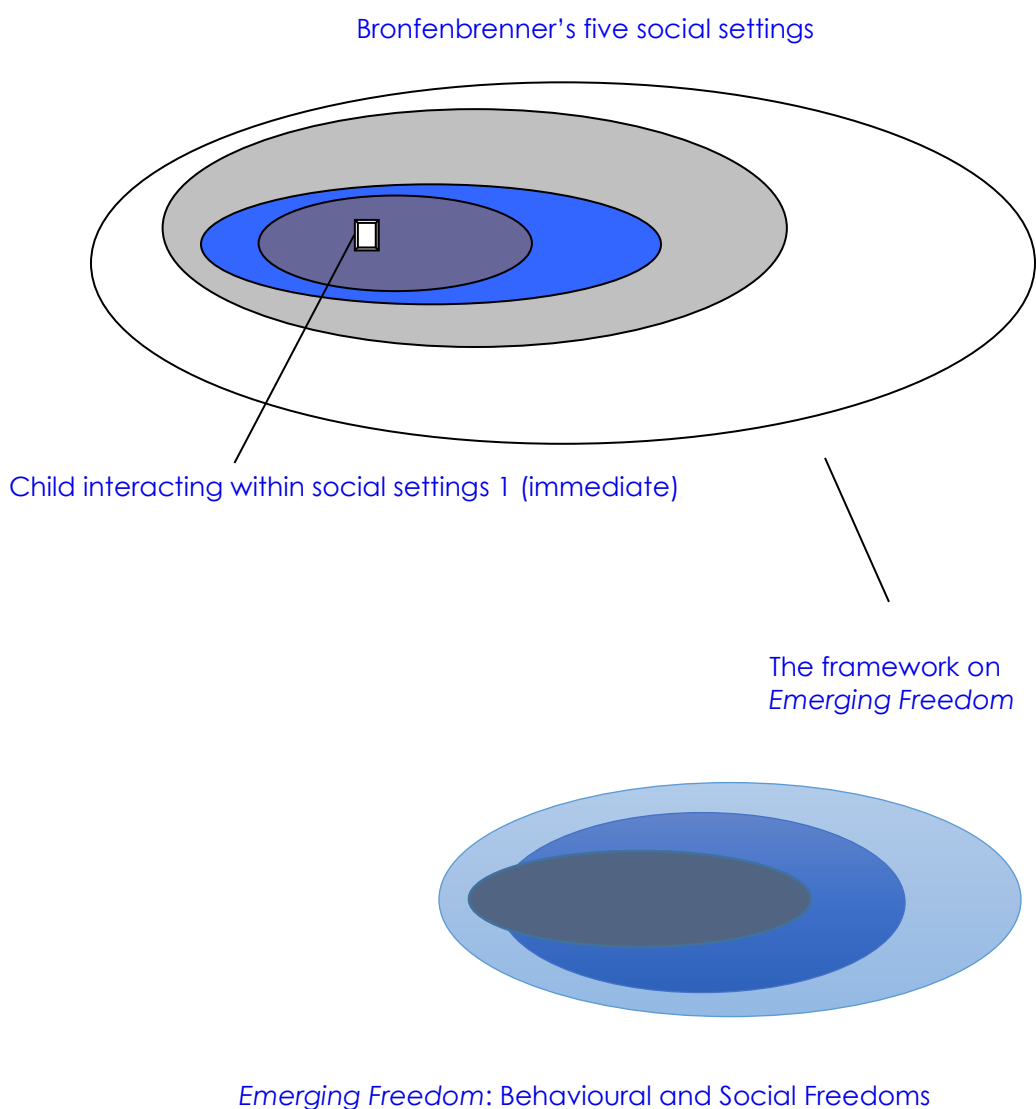 Bronfenbrenner’s five social settings
Child interacting within social settings 1 (immediate)
The framework on
Emerging Freedom
Emerging Freedom: Behavioural and Social Freedoms